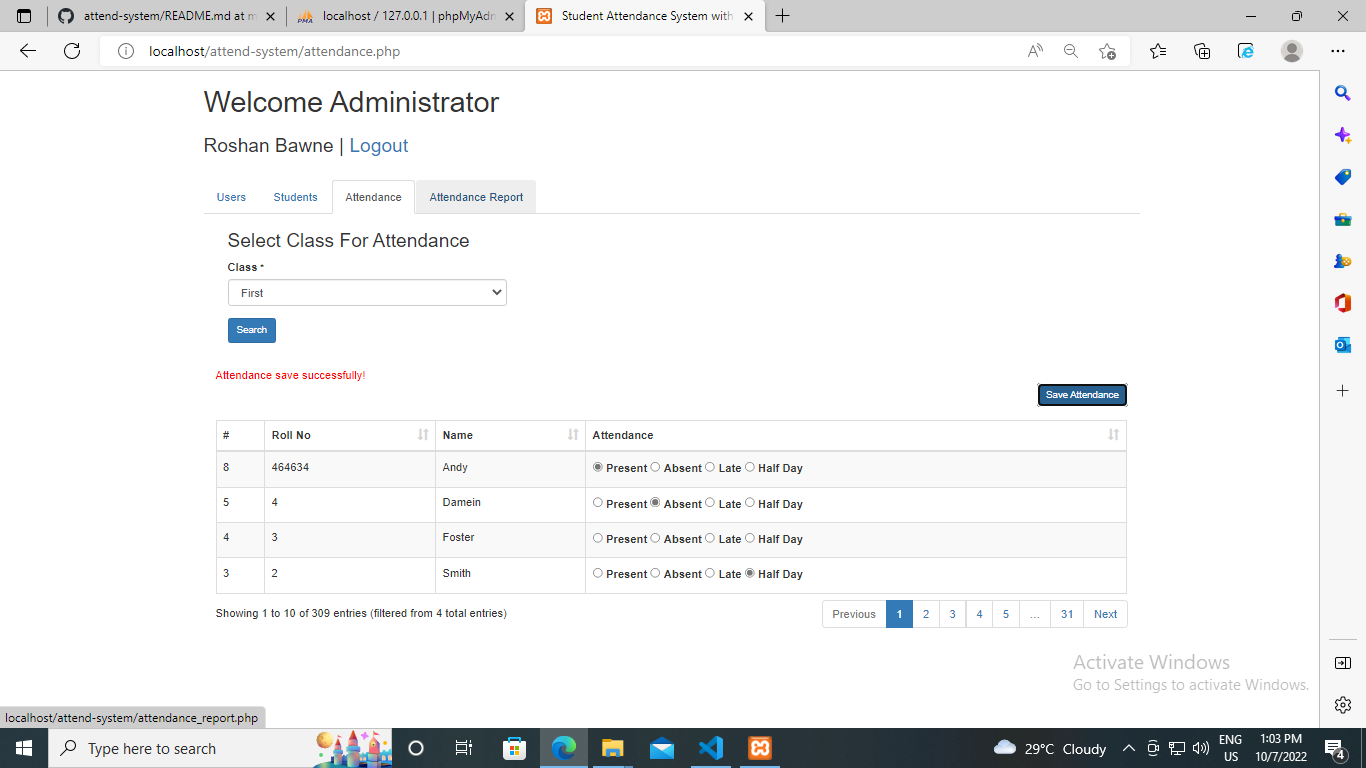 attend-system/README.md at m
localhost / 127.0.0.1 | phpMyAdn
Student Attendance System with
localhost/attend-system/attendance.php
Welcome Administrator
Roshan Bawne | Logout
Users Students Attendance Attendance Report
Select Class For Attendance
Class *
First
Search
Attendance save successfully!
Save Attendance
# Roll No Name Attendance
8 464634 Andy Present Absent Late Half Day
5 4 Damein Present Absent Late Half Day
4 3 Foster Present Absent Late Half Day
3 2 Smith Present Absent Late Half Day
Showing 1 to 10 of 309 entries (filtered from 4 total entries)
Previous 1 2 3 4 5 … 31 Next
Activate Windows
Go to Settings to activate Windows.
localhost/attend-system/attendance_report.php
Type here to search
29°C Cloudy
ENG
US
1:03 PM
10/7/2022
4